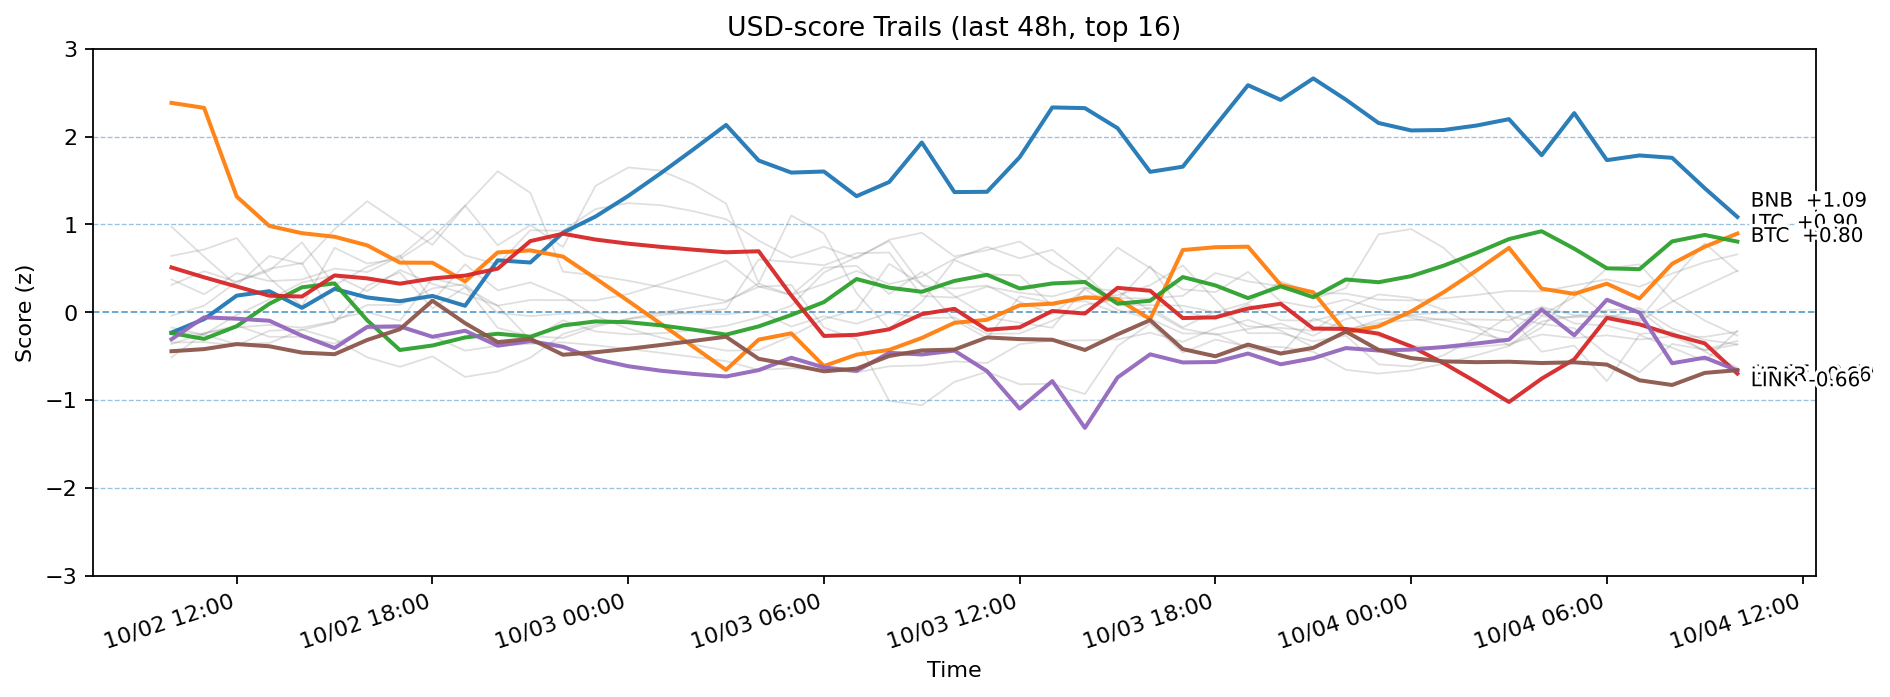 USD-score Trails (last 48h, top 16)
Score (z)
3
2
1
0
−1
−2
−3
BNB  +1.09
LTC  +0.90
BTC  +0.80
LINK  -0.66
10/02 12:00
10/02 18:00
10/03 00:00
10/03 06:00
10/03 12:00
10/03 18:00
10/04 00:00
10/04 06:00
10/04 12:00
Time